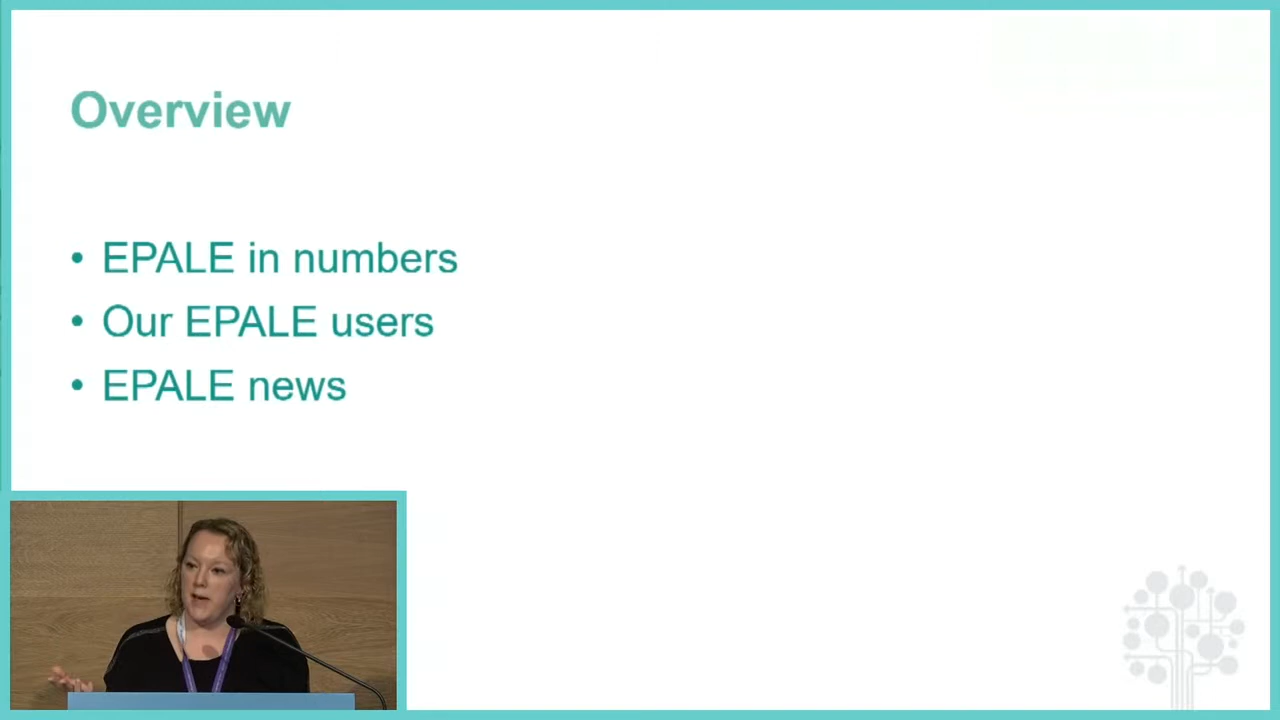 Overview
• EPALE in numbers
• Our EPALE users
• EPALE news